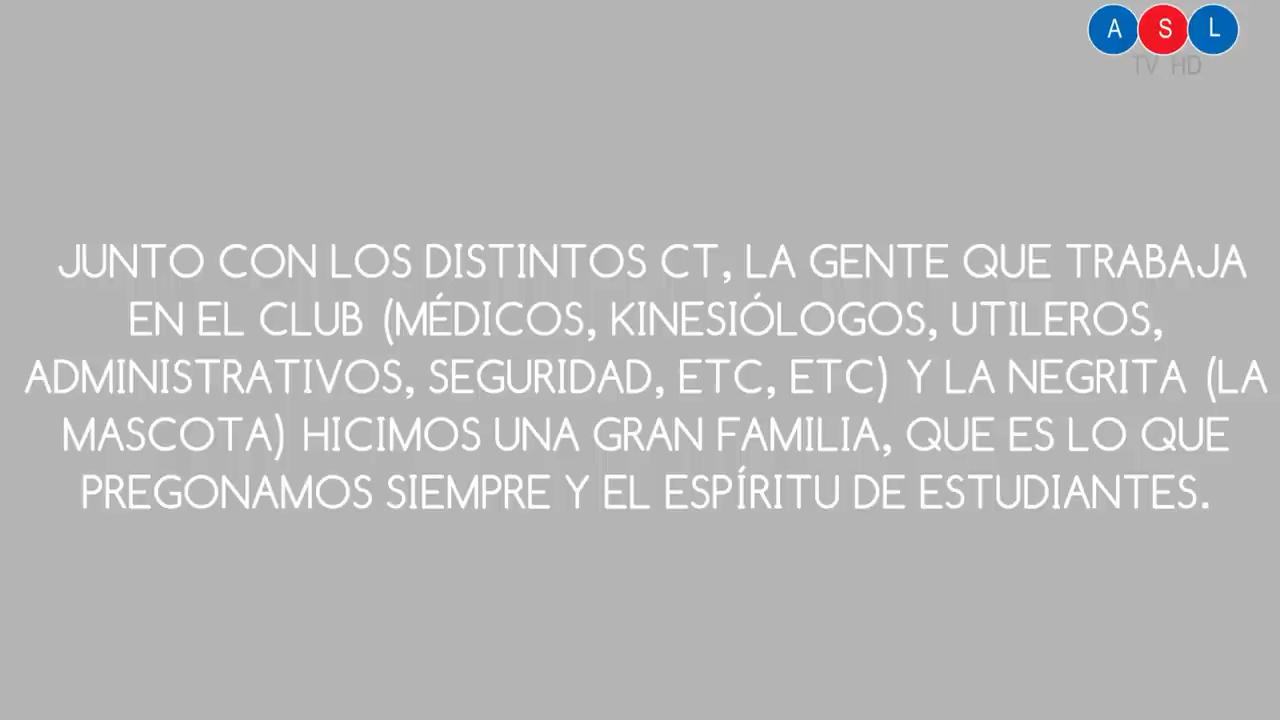 A S L
TV HD
JUNTO CON LOS DISTINTOS CT, LA GENTE QUE TRABAJA
EN EL CLUB (MÉDICOS, KINESIÓLOGOS, UTILEROS,
ADMINISTRATIVOS, SEGURIDAD, ETC, ETC) Y LA NEGRITA (LA
MASCOTA) HICIMOS UNA GRAN FAMILIA, QUE ES LO QUE
PREGONAMOS SIEMPRE Y EL ESPÍRITU DE ESTUDIANTES.